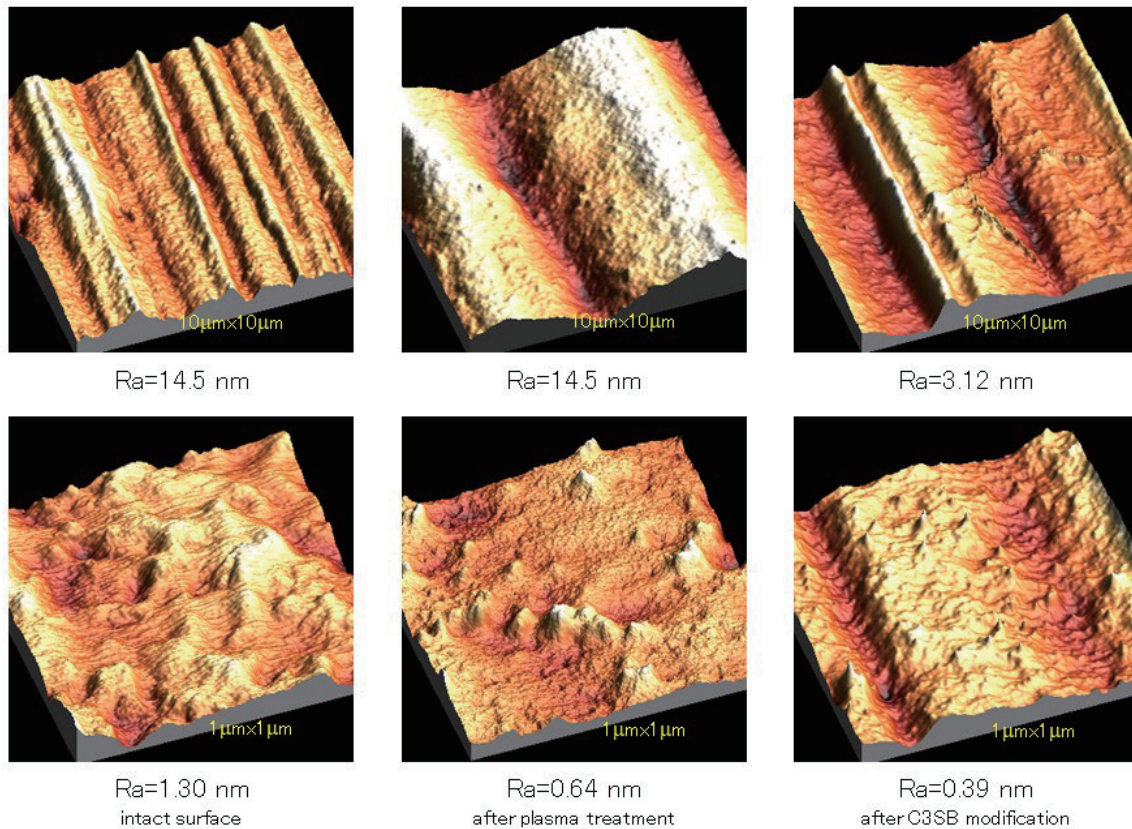 10μm×10μm
10μm×10μm
10μm×10μm
Ra=14.5 nm
Ra=14.5 nm
Ra=3.12 nm
1μm×1μm
1μm×1μm
1μm×1μm
Ra=1.30 nm
Ra=0.64 nm
Ra=0.39 nm
intact surface
after plasma treatment
after C3SB modification